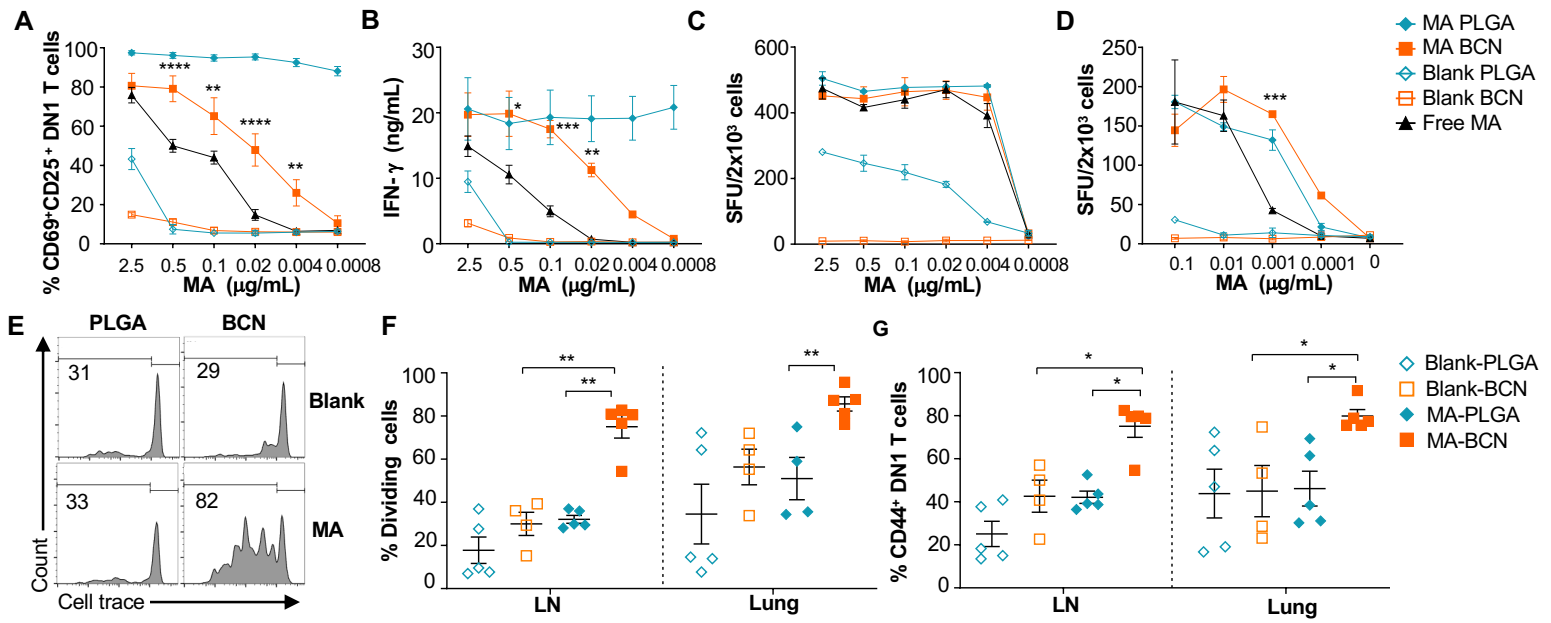 A
% CD69⁺CD25⁺ DN1 T cells
100
80
60
40
20
0
****
**
****
**
2.5 0.5 0.1 0.02 0.004 0.0008
MA (µg/mL)
B
IFN-γ (ng/mL)
30
20
10
0
*
***
**
2.5 0.5 0.1 0.02 0.004 0.0008
MA (µg/mL)
C
SFU/2x10³ cells
600
400
200
0
2.5 0.5 0.1 0.02 0.004 0.0008
MA (µg/mL)
D
SFU/2x10³ cells
250
200
150
100
50
0
***
0.1 0.01 0.001 0.0001 0
MA (µg/mL)
MA PLGA
MA BCN
Blank PLGA
Blank BCN
Free MA
E
PLGA BCN
31 29
Blank
33 82
MA
Count
Cell trace
F
% Dividing cells
100
80
60
40
20
0
**
**
**
LN Lung
G
% CD44⁺ DN1 T cells
100
80
60
40
20
0
*
*
*
*
LN Lung
Blank-PLGA
Blank-BCN
MA-PLGA
MA-BCN